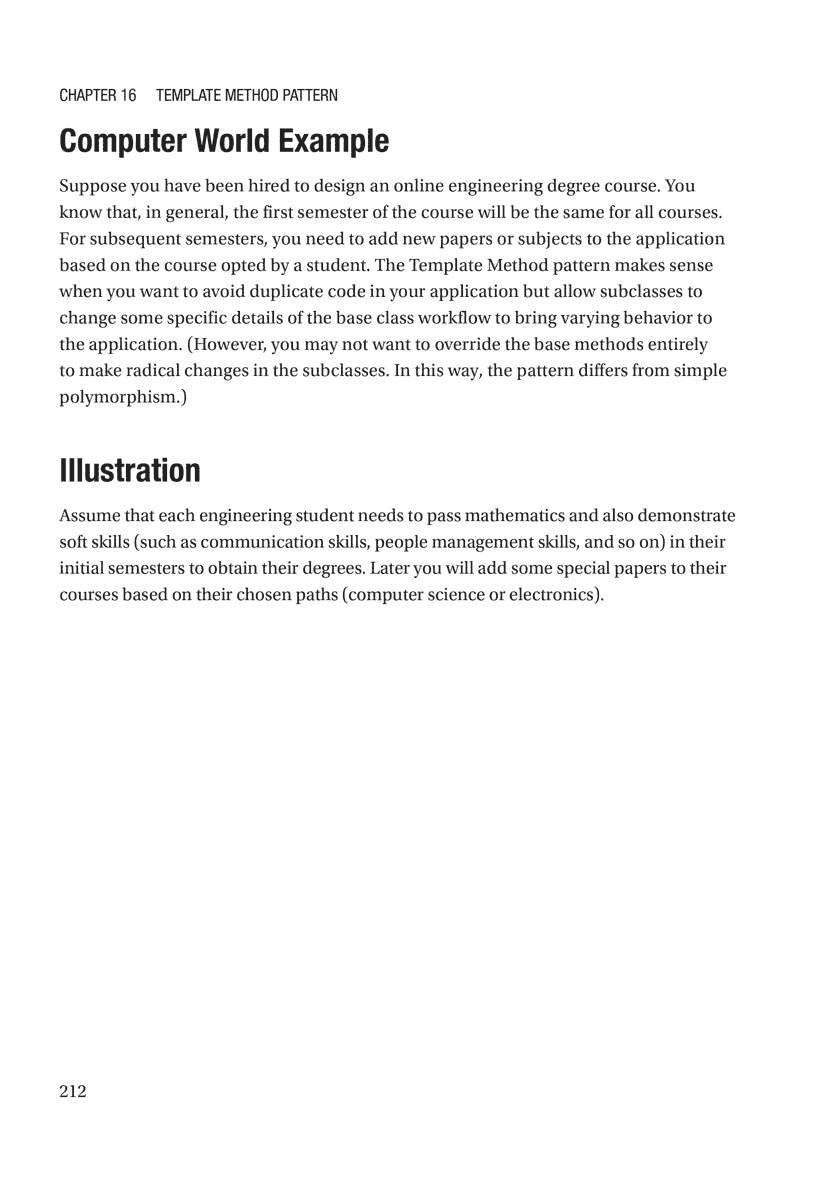 CHAPTER 16 TEMPLATE METHOD PATTERN
Computer World Example
Suppose you have been hired to design an online engineering degree course. You
know that, in general, the first semester of the course will be the same for all courses.
For subsequent semesters, you need to add new papers or subjects to the application
based on the course opted by a student. The Template Method pattern makes sense
when you want to avoid duplicate code in your application but allow subclasses to
change some specific details of the base class workflow to bring varying behavior to
the application. (However, you may not want to override the base methods entirely
to make radical changes in the subclasses. In this way, the pattern differs from simple
polymorphism.)
Illustration
Assume that each engineering student needs to pass mathematics and also demonstrate
soft skills (such as communication skills, people management skills, and so on) in their
initial semesters to obtain their degrees. Later you will add some special papers to their
courses based on their chosen paths (computer science or electronics).
212